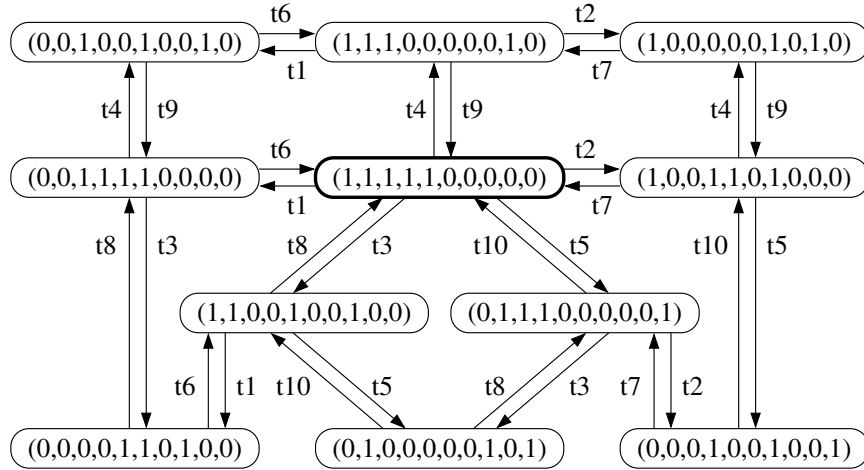 t6 t2
(0,0,1,0,0,1,0,0,1,0) (1,1,1,0,0,0,0,0,1,0) (1,0,0,0,0,0,1,0,1,0)
t1 t7
t4 t9 t4 t9 t4 t9
t6 t2
(0,0,1,1,1,1,0,0,0,0) (1,1,1,1,1,0,0,0,0,0) (1,0,0,1,1,0,1,0,0,0)
t1 t7
t8 t3 t8 t3 t10 t5 t10 t5
(1,1,0,0,1,0,0,1,0,0) (0,1,1,1,0,0,0,0,0,1)
t6 t1 t10 t5 t8 t3 t7 t2
(0,0,0,0,1,1,0,1,0,0) (0,1,0,0,0,0,0,1,0,1) (0,0,0,1,0,0,1,0,0,1)